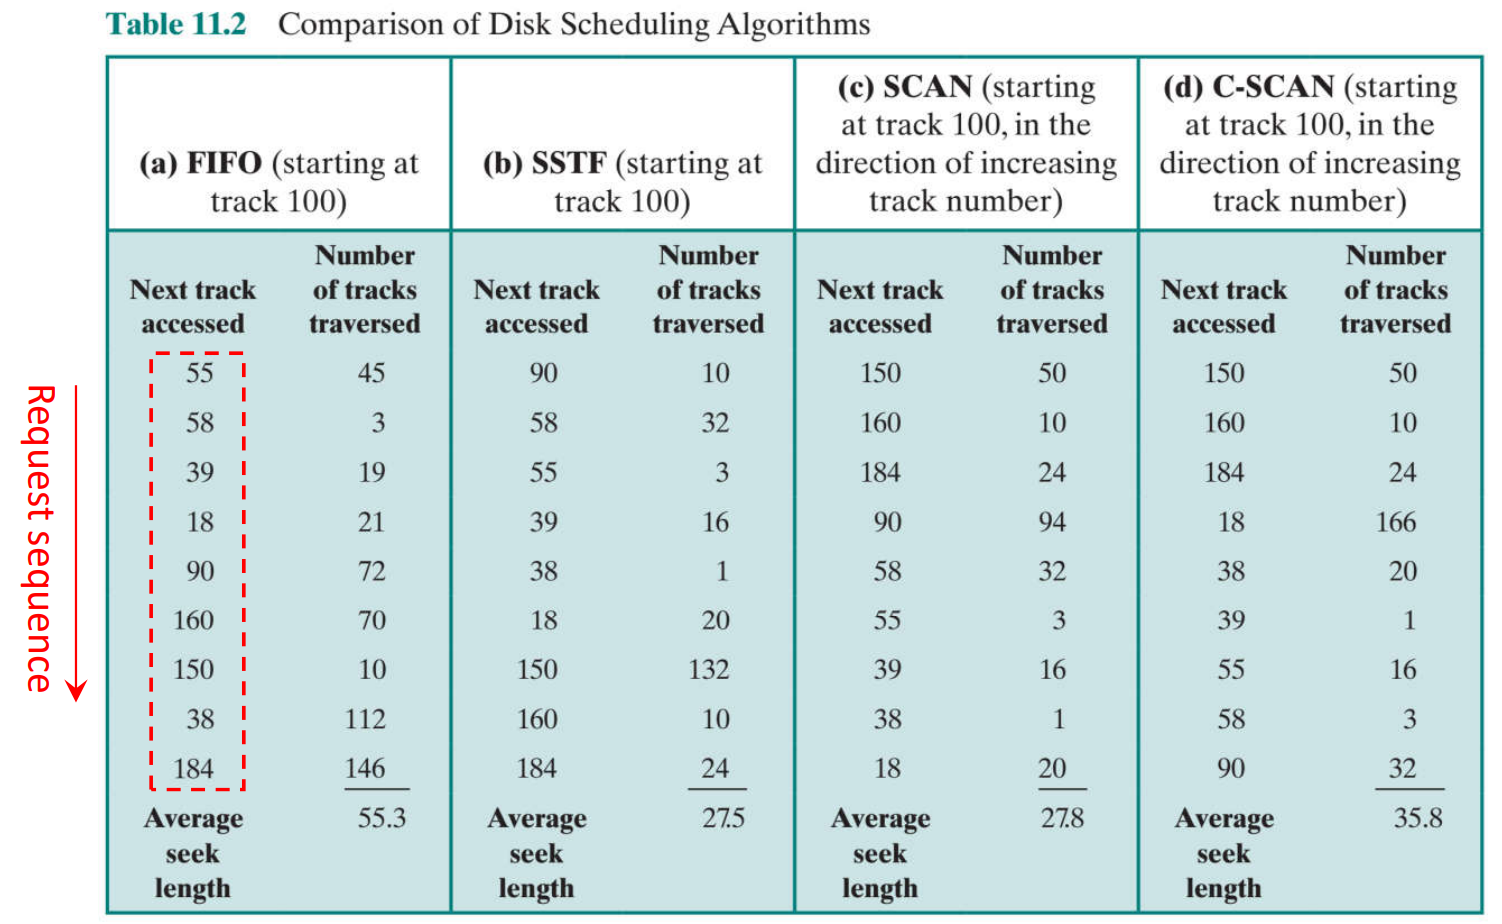 Table 11.2 Comparison of Disk Scheduling Algorithms
(a) FIFO (starting at
track 100)
(b) SSTF (starting at
track 100)
(c) SCAN (starting
at track 100, in the
direction of increasing
track number)
(d) C-SCAN (starting
at track 100, in the
direction of increasing
track number)
Next track
accessed
Number
of tracks
traversed
Next track
accessed
Number
of tracks
traversed
Next track
accessed
Number
of tracks
traversed
Next track
accessed
Number
of tracks
traversed
Request sequence
55 45 90 10 150 50 150 50
58 3 58 32 160 10 160 10
39 19 55 3 184 24 184 24
18 21 39 16 90 94 18 166
90 72 38 1 58 32 38 20
160 70 18 20 55 3 39 1
150 10 150 132 39 16 55 16
38 112 160 10 38 1 58 3
184 146 184 24 18 20 90 32
Average
seek
length
55.3
Average
seek
length
27.5
Average
seek
length
27.8
Average
seek
length
35.8